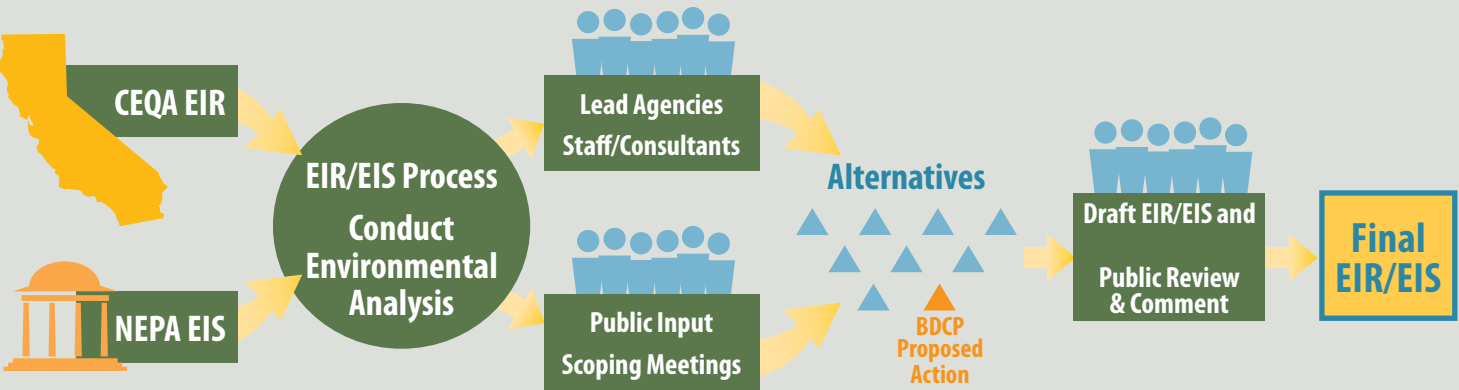 CEQA EIR
NEPA EIS
EIR/EIS Process
Conduct
Environmental
Analysis
Lead Agencies
Staff/Consultants
Public Input
Scoping Meetings
Alternatives
BDCP
Proposed
Action
Draft EIR/EIS and
Public Review
& Comment
Final
EIR/EIS